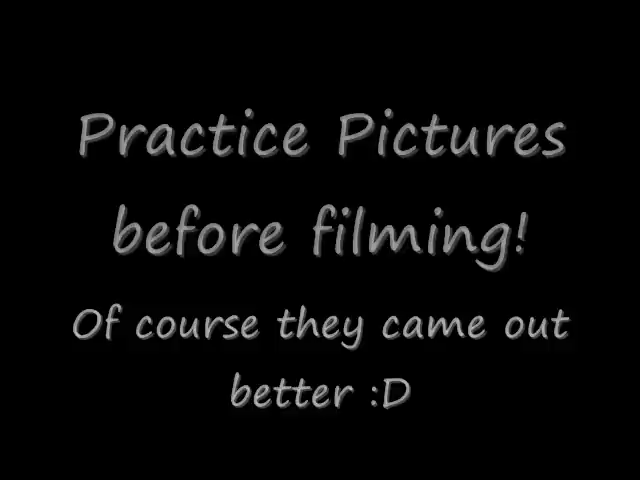 Practice Pictures
before filming!
Of course they came out
better :D